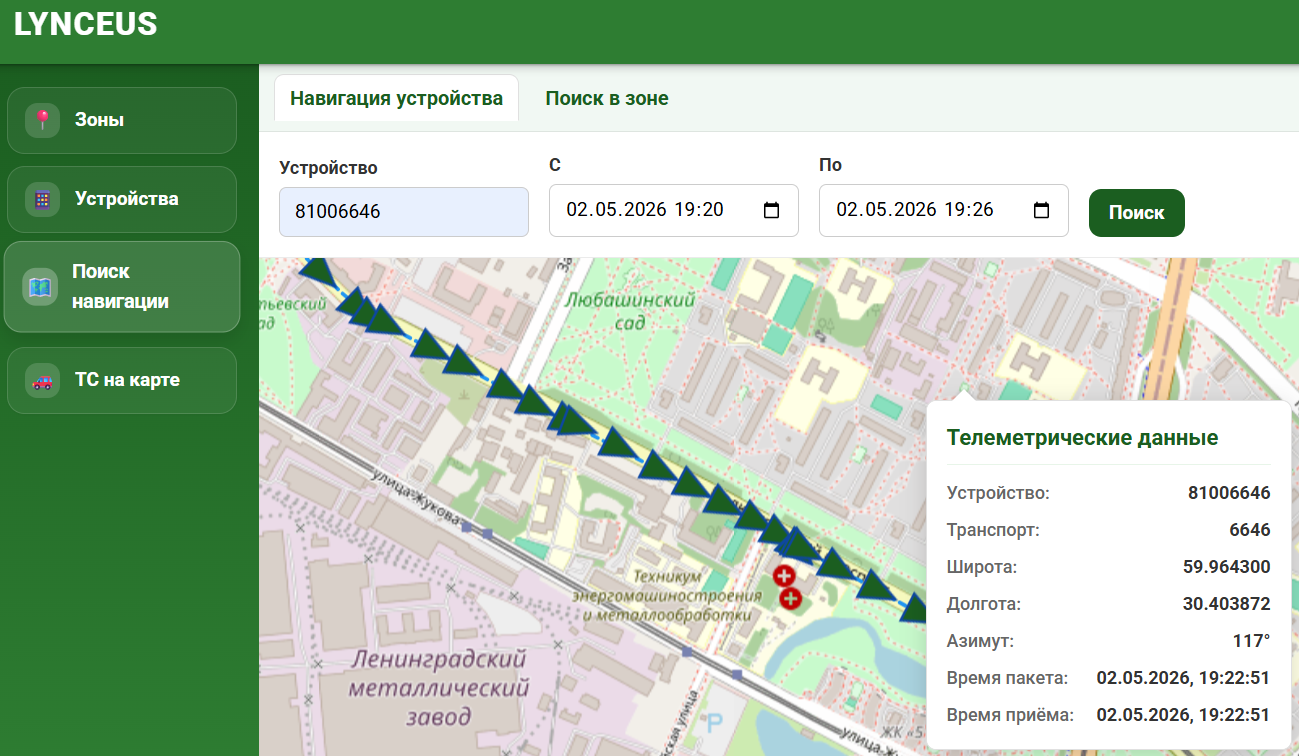 LYNCEUS
Зоны
Устройства
Поиск
навигации
ТС на карте
Навигация устройства
Поиск в зоне
Устройство
С
По
81006646
02.05.2026 19:20
02.05.2026 19:26
Поиск
Любашинский
сад
улица Жукова
Техникум
энергомашиностроения
и металлообработки
Ленинградский
металлический
завод
P
ЖК «5
улица Ж
Телеметрические данные
Устройство: 81006646
Транспорт: 6646
Широта: 59.964300
Долгота: 30.403872
Азимут: 117°
Время пакета: 02.05.2026, 19:22:51
Время приёма: 02.05.2026, 19:22:51